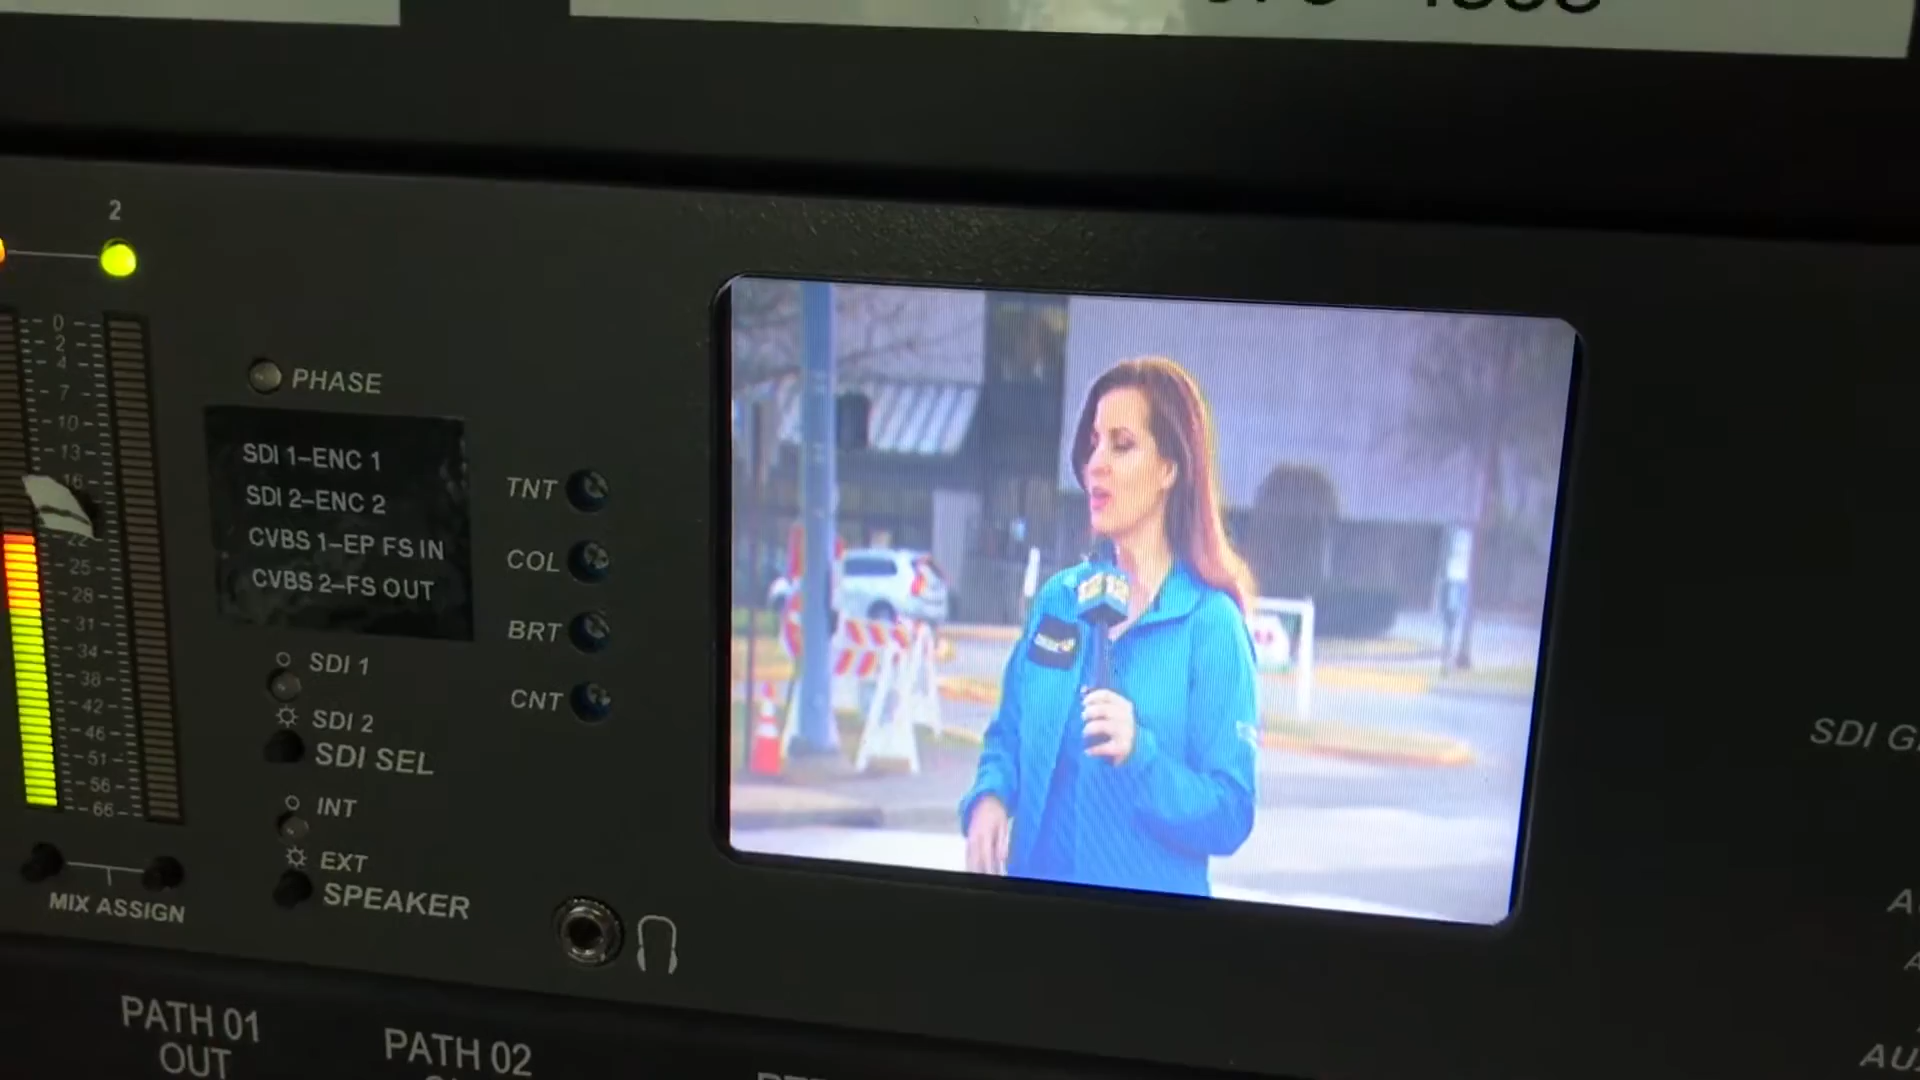 2
0
2
4
7
10
13
16
22
25
28
31
34
38
42
46
51
56
66
MIX ASSIGN
PHASE
SDI 1-ENC 1
SDI 2-ENC 2
CVBS 1-EP FS IN
CVBS 2-FS OUT
SDI 1
SDI 2
SDI SEL
INT
EXT
SPEAKER
TNT
COL
BRT
CNT
SDI
PATH 01
OUT
PATH 02